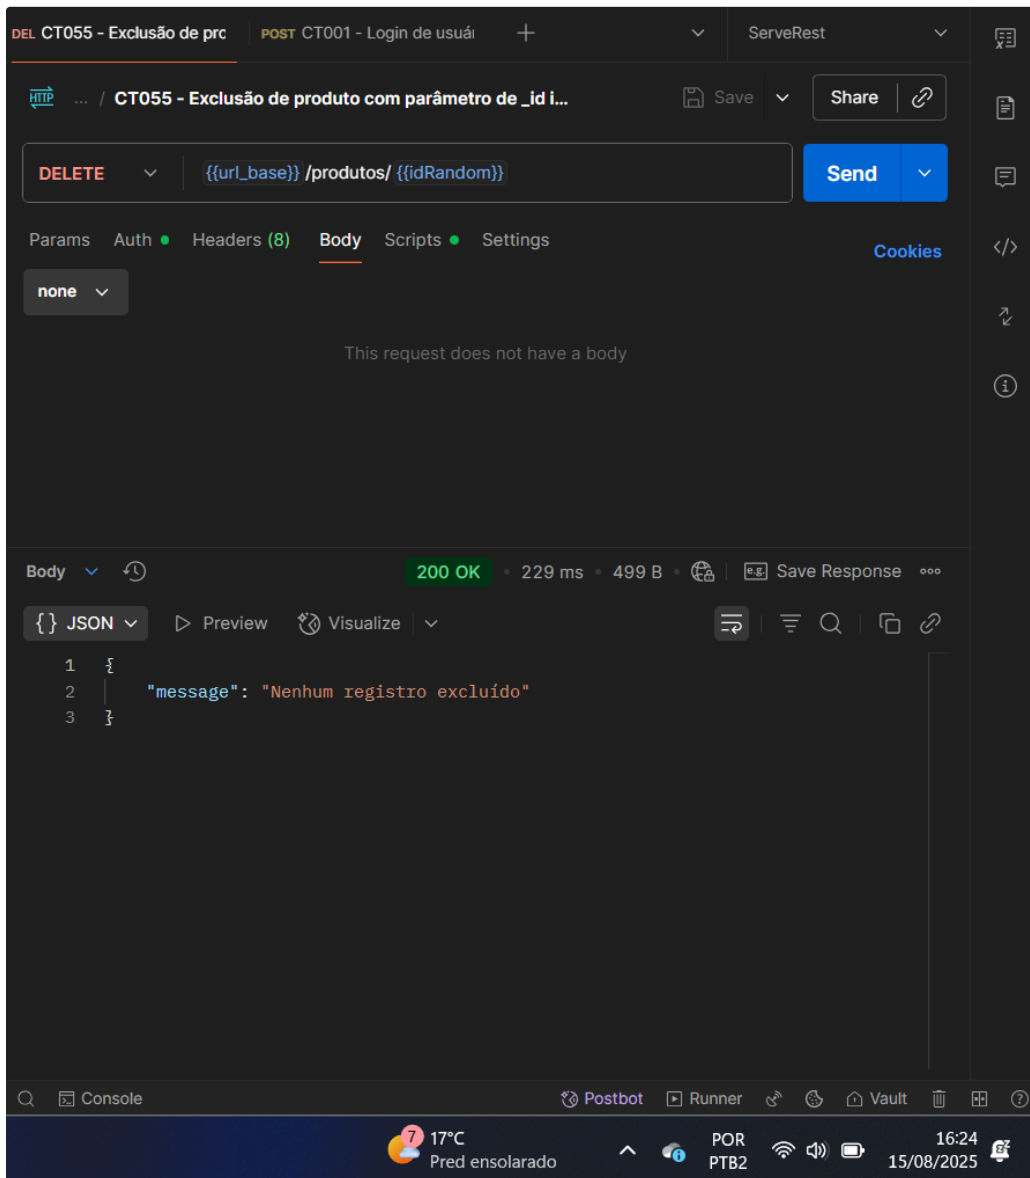 DEL CT055 - Exclusão de prc POST CT001 - Login de usuá ServeRest
HTTP ... / CT055 - Exclusão de produto com parâmetro de _id i... Save Share
DELETE {{url_base}} /produtos/ {{idRandom}} Send
Params Auth Headers (8) Body Scripts Settings
Cookies
none
This request does not have a body
Body 200 OK 229 ms 499 B e.g. Save Response
{} JSON Preview Visualize
1 {
2 "message": "Nenhum registro excluído"
3 }
Console Postbot Runner Vault
7 17°C
Pred ensolarado
POR
PTB2
16:24
15/08/2025